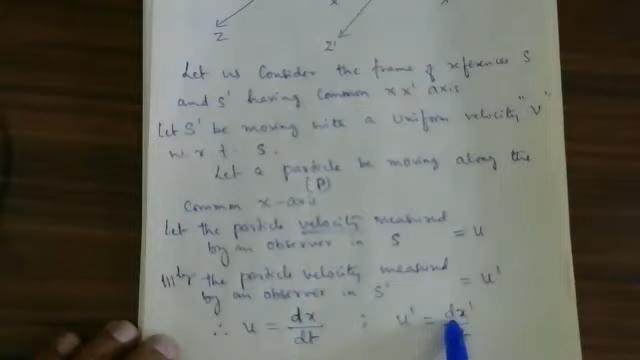 X
Z
Z'
Let us Consider the frame of references S
and S' having Common x x' axis
Let S' be moving with a uniform velocity "V"
w r t S.
Let a particle be moving along the
(P)
Common x-axis
Let the particle velocity measured
by an observer in S = u
|||ly the particle velocity measured
by an observer in S' = u'
∴ u = dx/dt ; u' = dx'